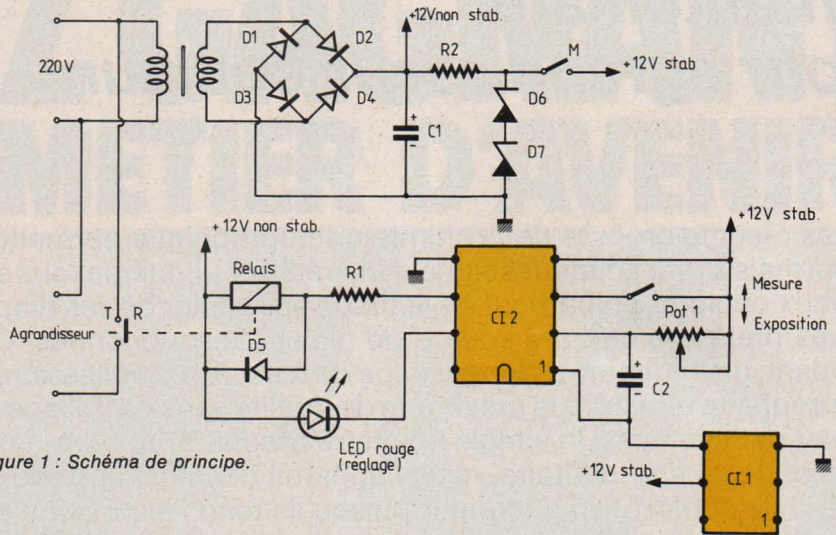 +12V non stab.
D1
D2
R2
M
+12V stab
220V
D3
D4
C1
+
−
D6
D7
+12V non stab.
Relais
R1
D5
T
R
Agrandisseur
LED rouge
(réglage)
CI 2
1
+12V stab.
Mesure
Exposition
Pot 1
+
−
C2
+12V stab.
CI 1
1
gure 1 : Schéma de principe.